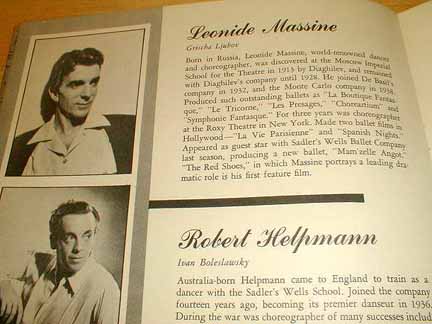 Leonide Massine
Grischa Ljubov
Born in Russia, Leonide Massine, world-renowned dancer
and choreographer, was discovered at the Moscow Imperial
School for the Theatre in 1913 by Diaghilev, and remained
with Diaghilev's company until 1928. He joined De Basil's
company in 1932, and the Monte Carlo company in 1938.
Produced such outstanding ballets as "La Boutique Fantas-
que," "Le Tricorne," "Les Presages," "Choreartium" and
"Symphonie Fantasque." For three years was choreographer
at the Roxy Theatre in New York. Made two ballet films in
Hollywood—"La Vie Parisienne" and "Spanish Nights."
Appeared as guest star with Sadler's Wells Ballet Company
last season, producing a new ballet, "Mam'zelle Angot."
"The Red Shoes," in which Massine portrays a leading dra-
matic role is his first feature film.
Robert Helpmann
Ivan Boleslawsky
Australia-born Helpmann came to England to train as a
dancer with the Sadler's Wells School. Joined the company
fourteen years ago, becoming its premier danseur in 1936.
During the war was choreographer of many successes includ